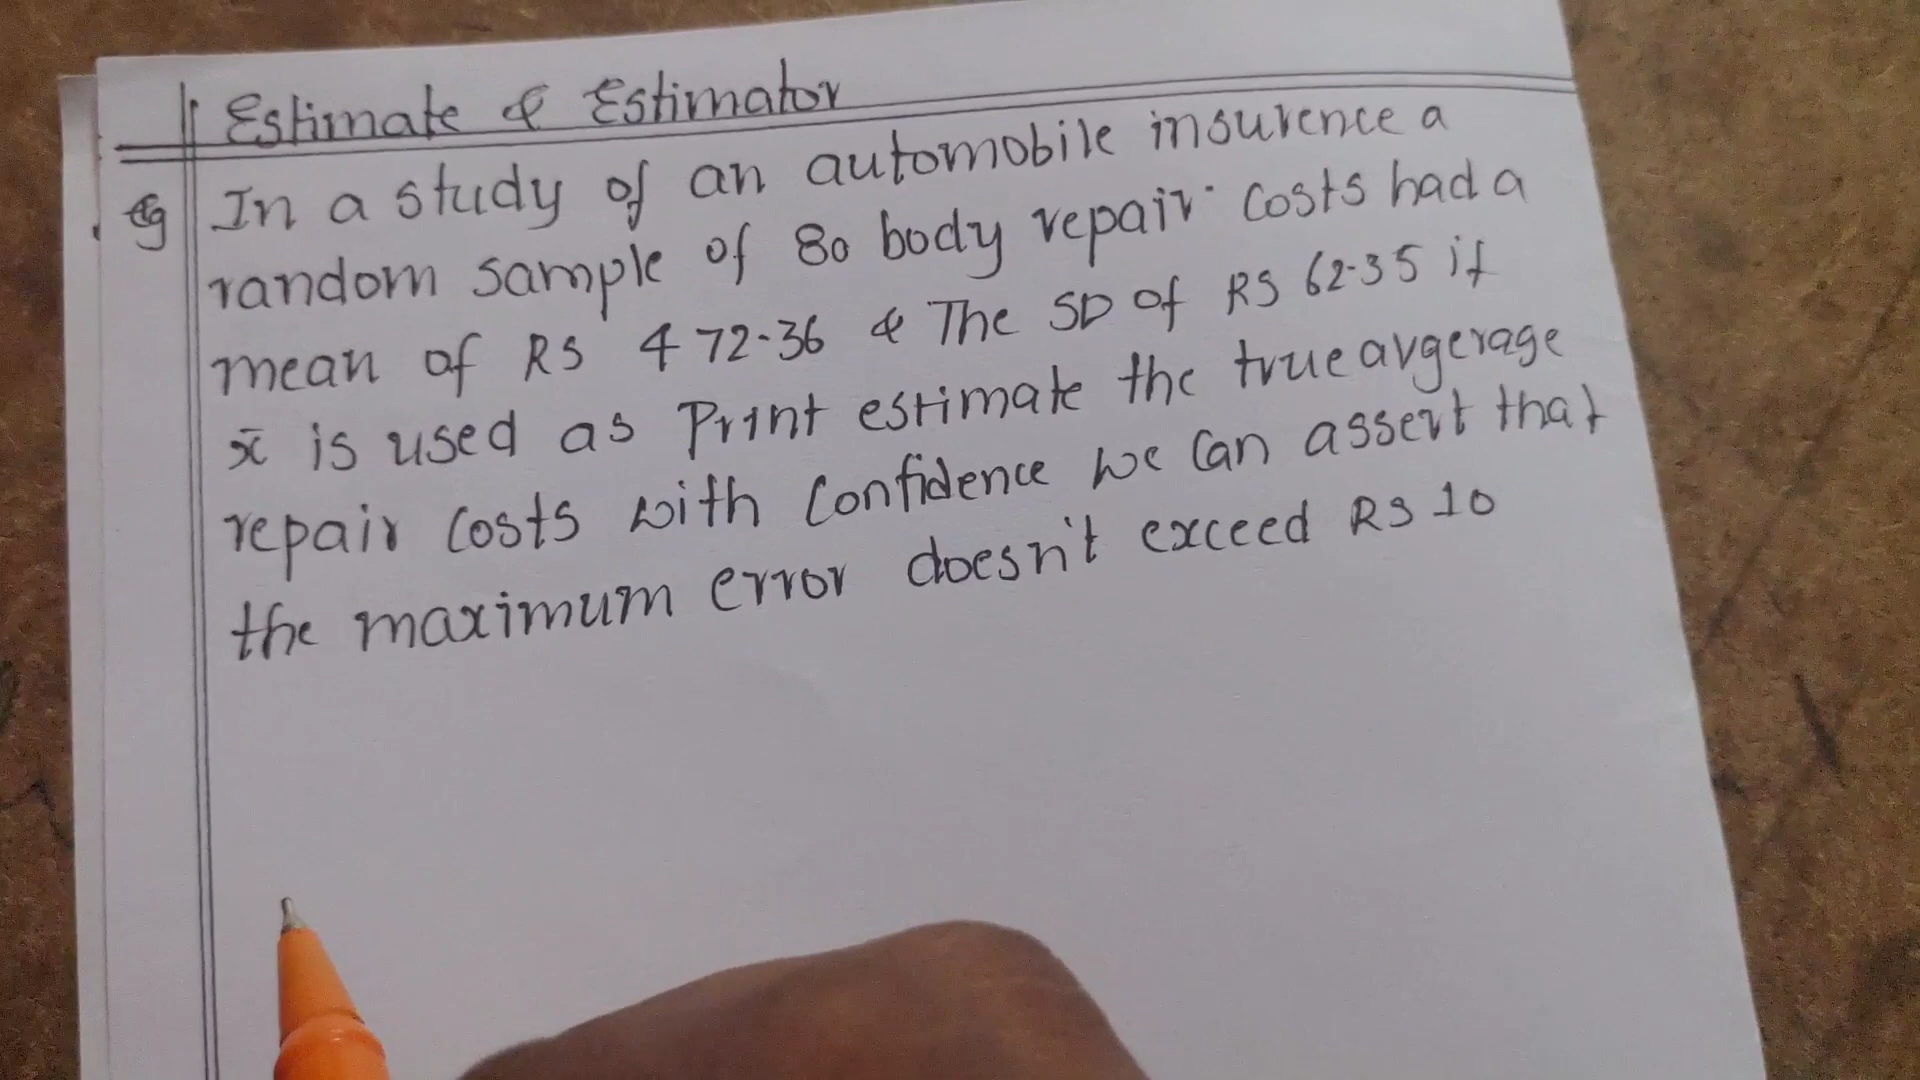 Estimate & Estimator
Eg In a study of an automobile insurence a
random sample of 80 body repair costs had a
mean of RS 472.36 & The SD of RS 62.35 if
x̄ is used as Print estimate the true avgerage
repair costs with confidence we can assert that
the maximum error doesn't exceed RS 10